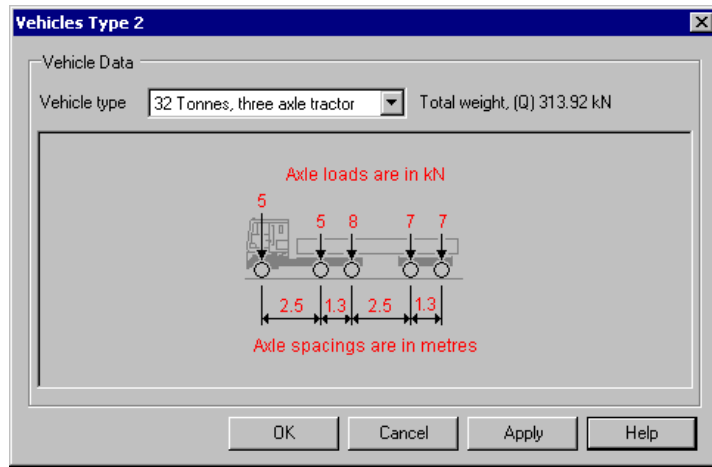 Vehicles Type 2
Vehicle Data
Vehicle type 32 Tonnes, three axle tractor Total weight, (Q) 313.92 kN
Axle loads are in kN
5
5 8 7 7
2.5 1.3 2.5 1.3
Axle spacings are in metres
OK Cancel Apply Help